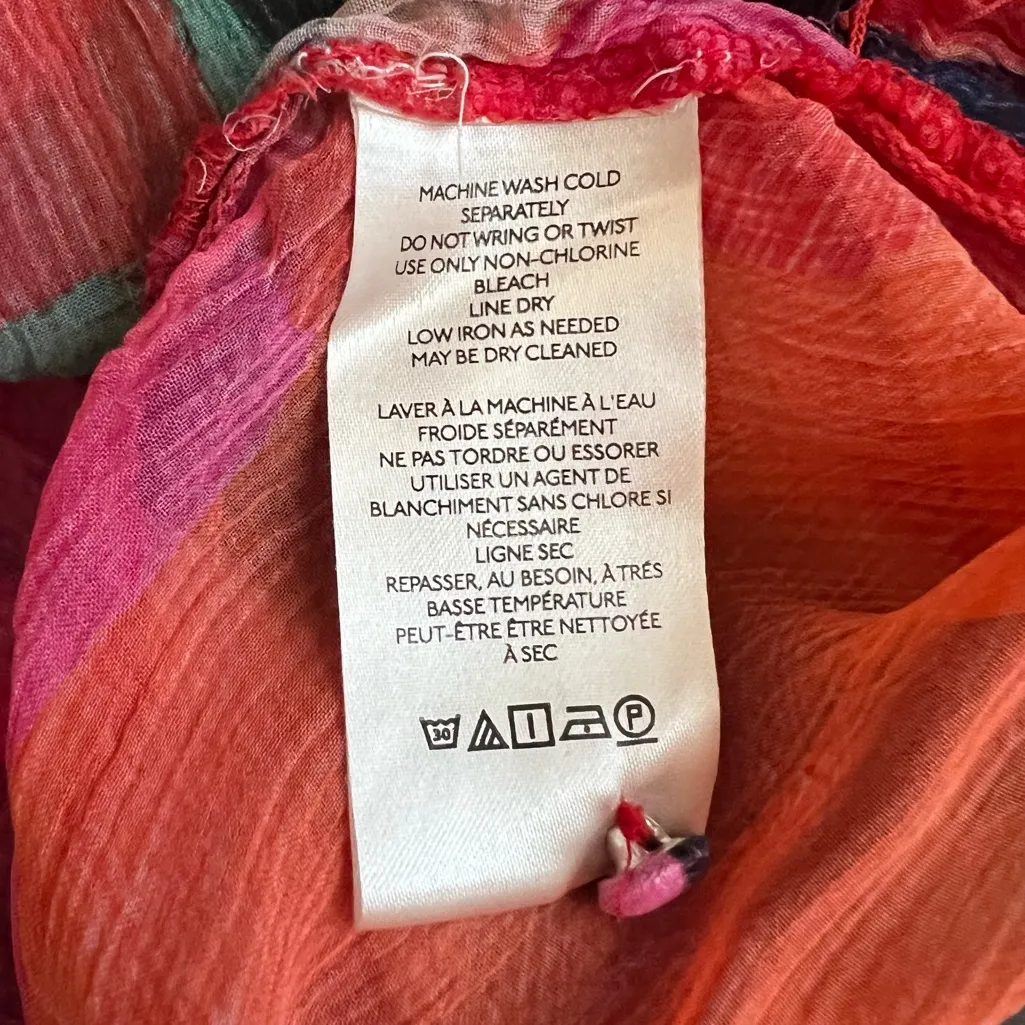 MACHINE WASH COLD
SEPARATELY
DO NOT WRING OR TWIST
USE ONLY NON-CHLORINE
BLEACH
LINE DRY
LOW IRON AS NEEDED
MAY BE DRY CLEANED
LAVER À LA MACHINE À L'EAU
FROIDE SÉPARÉMENT
NE PAS TORDRE OU ESSORER
UTILISER UN AGENT DE
BLANCHIMENT SANS CHLORE SI
NÉCESSAIRE
LIGNE SEC
REPASSER, AU BESOIN, À TRÉS
BASSE TEMPÉRATURE
PEUT-ÊTRE ÊTRE NETTOYÉE
À SEC
30 P